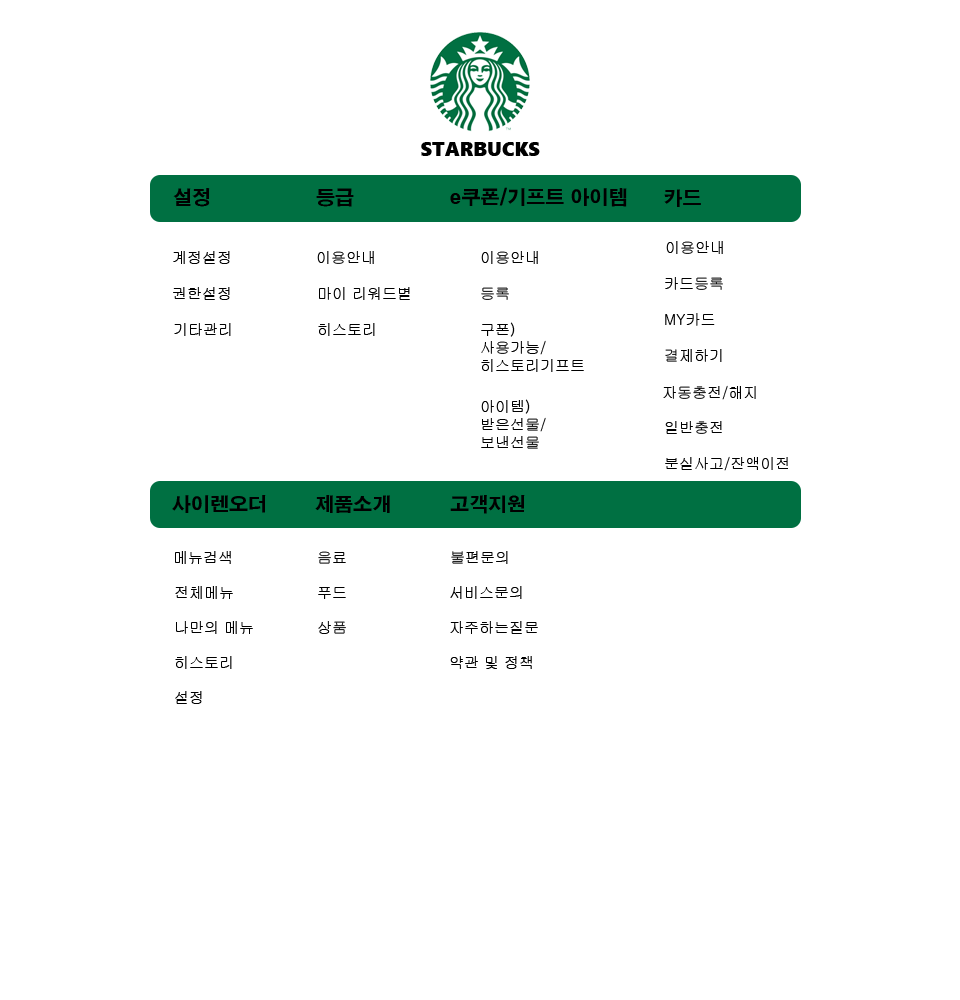 STARBUCKS
설정
등급
e쿠폰/기프트 아이템
카드
계정설정
권한설정
기타관리
이용안내
마이 리워드별
히스토리
이용안내
등록
구폰)
사용가능/
히스토리기프트
아이템)
받은선물/
보낸선물
이용안내
카드등록
MY카드
결제하기
자동충전/해지
일반충전
분실사고/잔액이전
사이렌오더
제품소개
고객지원
메뉴검색
전체메뉴
나만의 메뉴
히스토리
설정
음료
푸드
상품
불편문의
서비스문의
자주하는질문
약관 및 정책